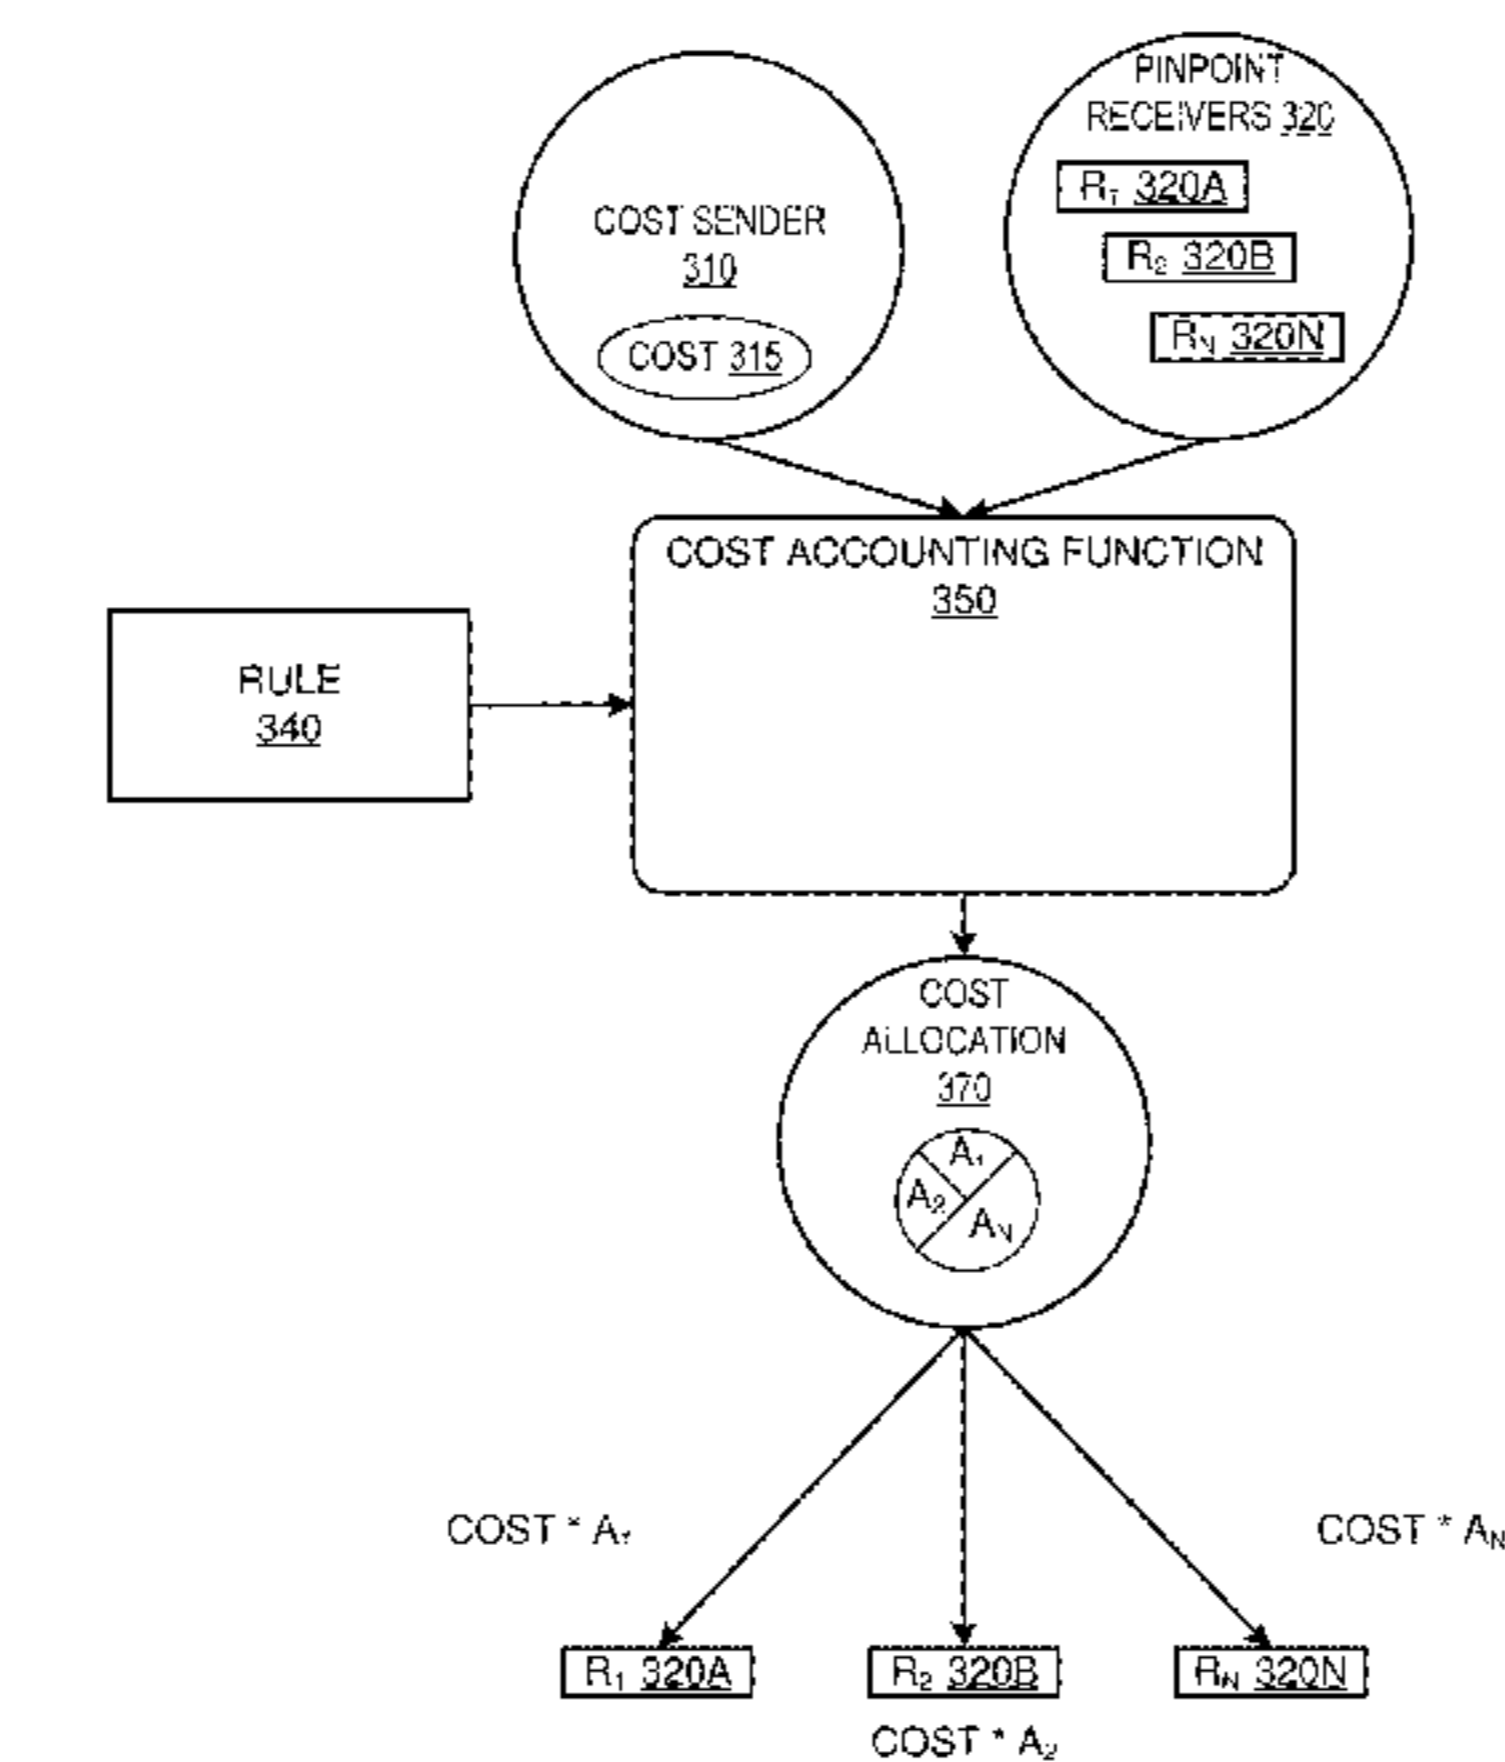 PINPOINT
RECEIVERS 320
R₁ 320A
R₂ 320B
Rₙ 320N
COST SENDER
310
COST 315
COST ACCOUNTING FUNCTION
350
RULE
340
COST
ALLOCATION
370
A₁
A₂
Aₙ
COST * A₁
COST * Aₙ
R₁ 320A
R₂ 320B
Rₙ 320N
COST * A₂